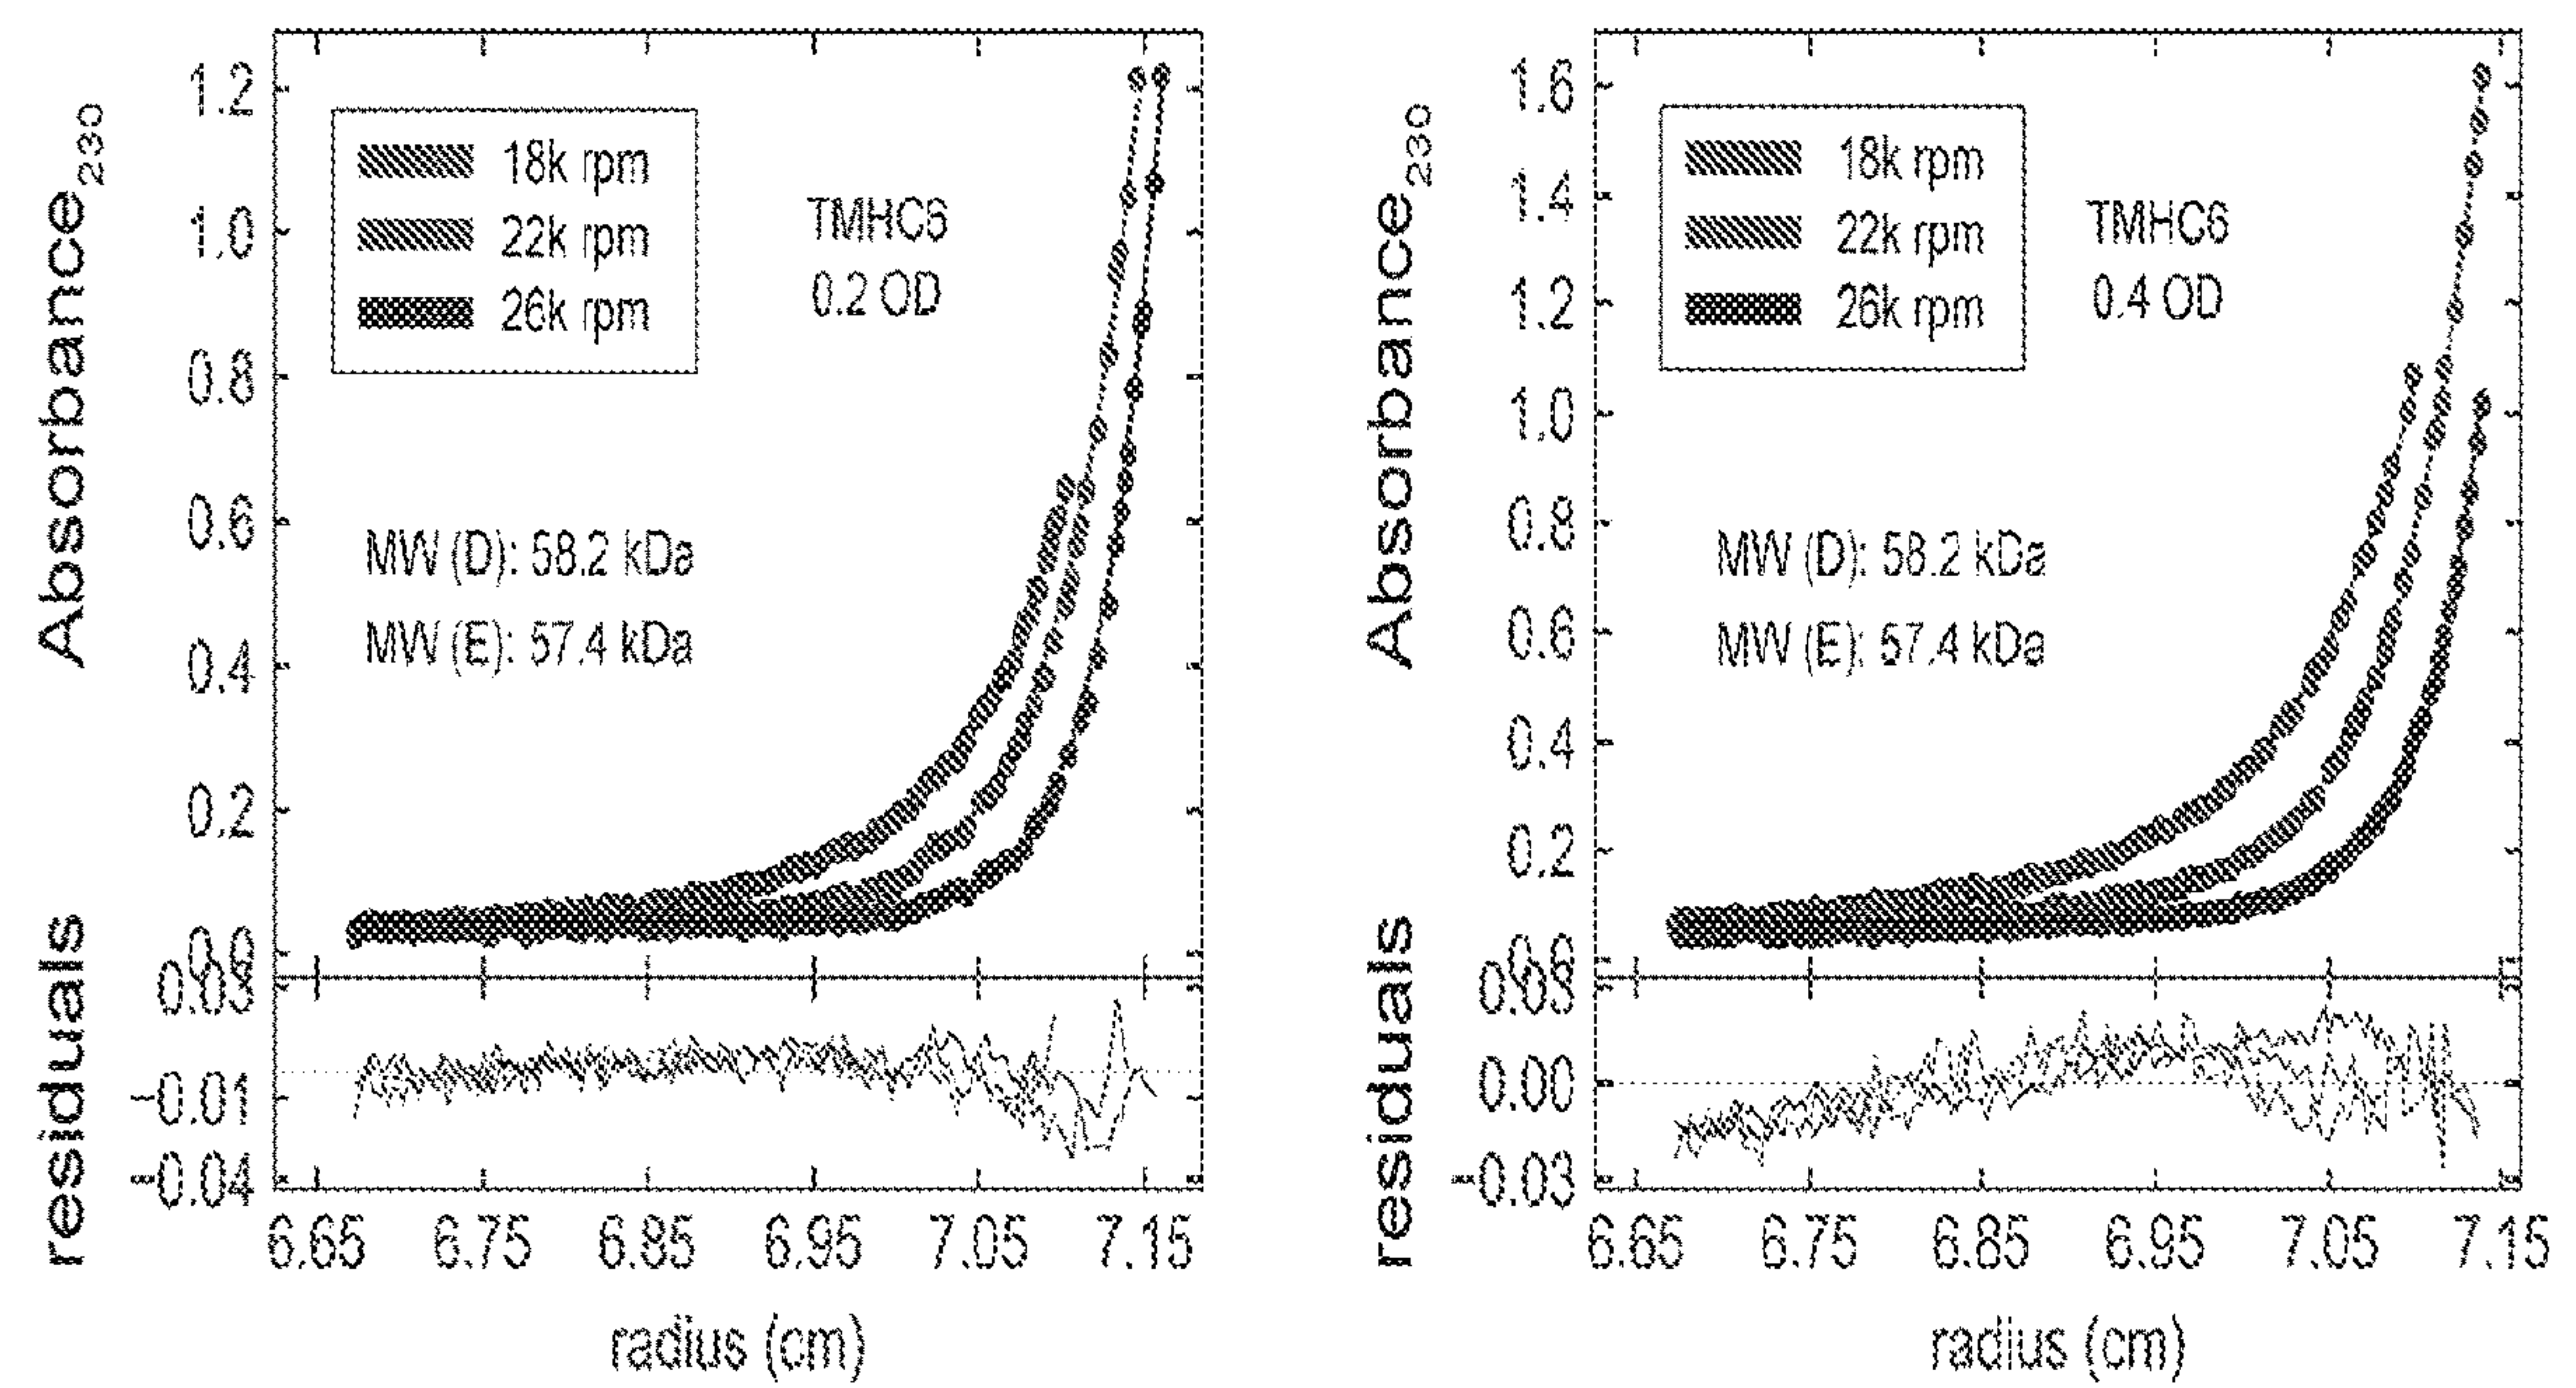 Absorbance230
1.2
1.0
0.8
0.6
0.4
0.2
0.0
18k rpm
22k rpm
26k rpm
TMHC6
0.2 OD
MW (D): 58.2 kDa
MW (E): 57.4 kDa
residuals
0.03
-0.01
-0.04
6.65 6.75 6.85 6.95 7.05 7.15
radius (cm)
Absorbance230
1.6
1.4
1.2
1.0
0.8
0.6
0.4
0.2
0.0
18k rpm
22k rpm
26k rpm
TMHC6
0.4 OD
MW (D): 58.2 kDa
MW (E): 57.4 kDa
residuals
0.03
0.00
-0.03
6.65 6.75 6.85 6.95 7.05 7.15
radius (cm)